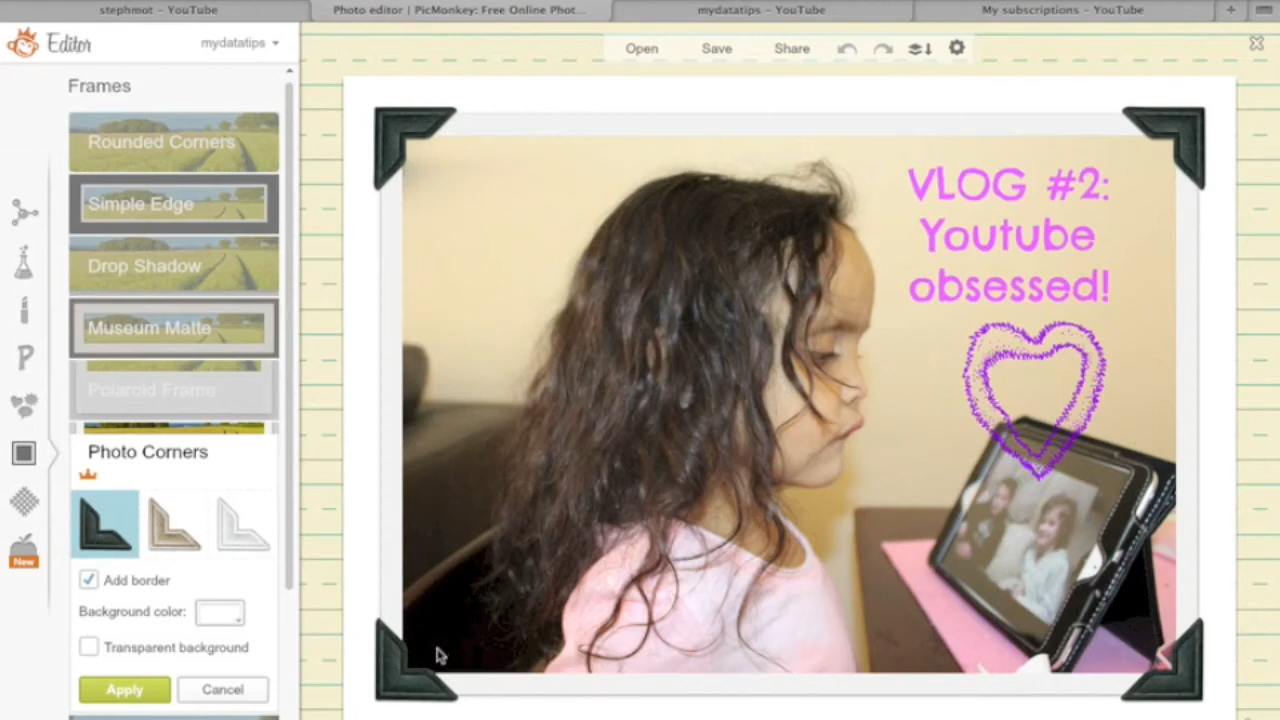 stephmot – YouTube
Photo editor | PicMonkey: Free Online Phot...
mydatatips – YouTube
My subscriptions – YouTube
+
Editor
mydatatips
Open
Save
Share
Frames
Rounded Corners
Simple Edge
Drop Shadow
Museum Matte
Polaroid Frame
Photo Corners
New
Add border
Background color:
Transparent background
Apply
Cancel
VLOG #2:
Youtube
obsessed!